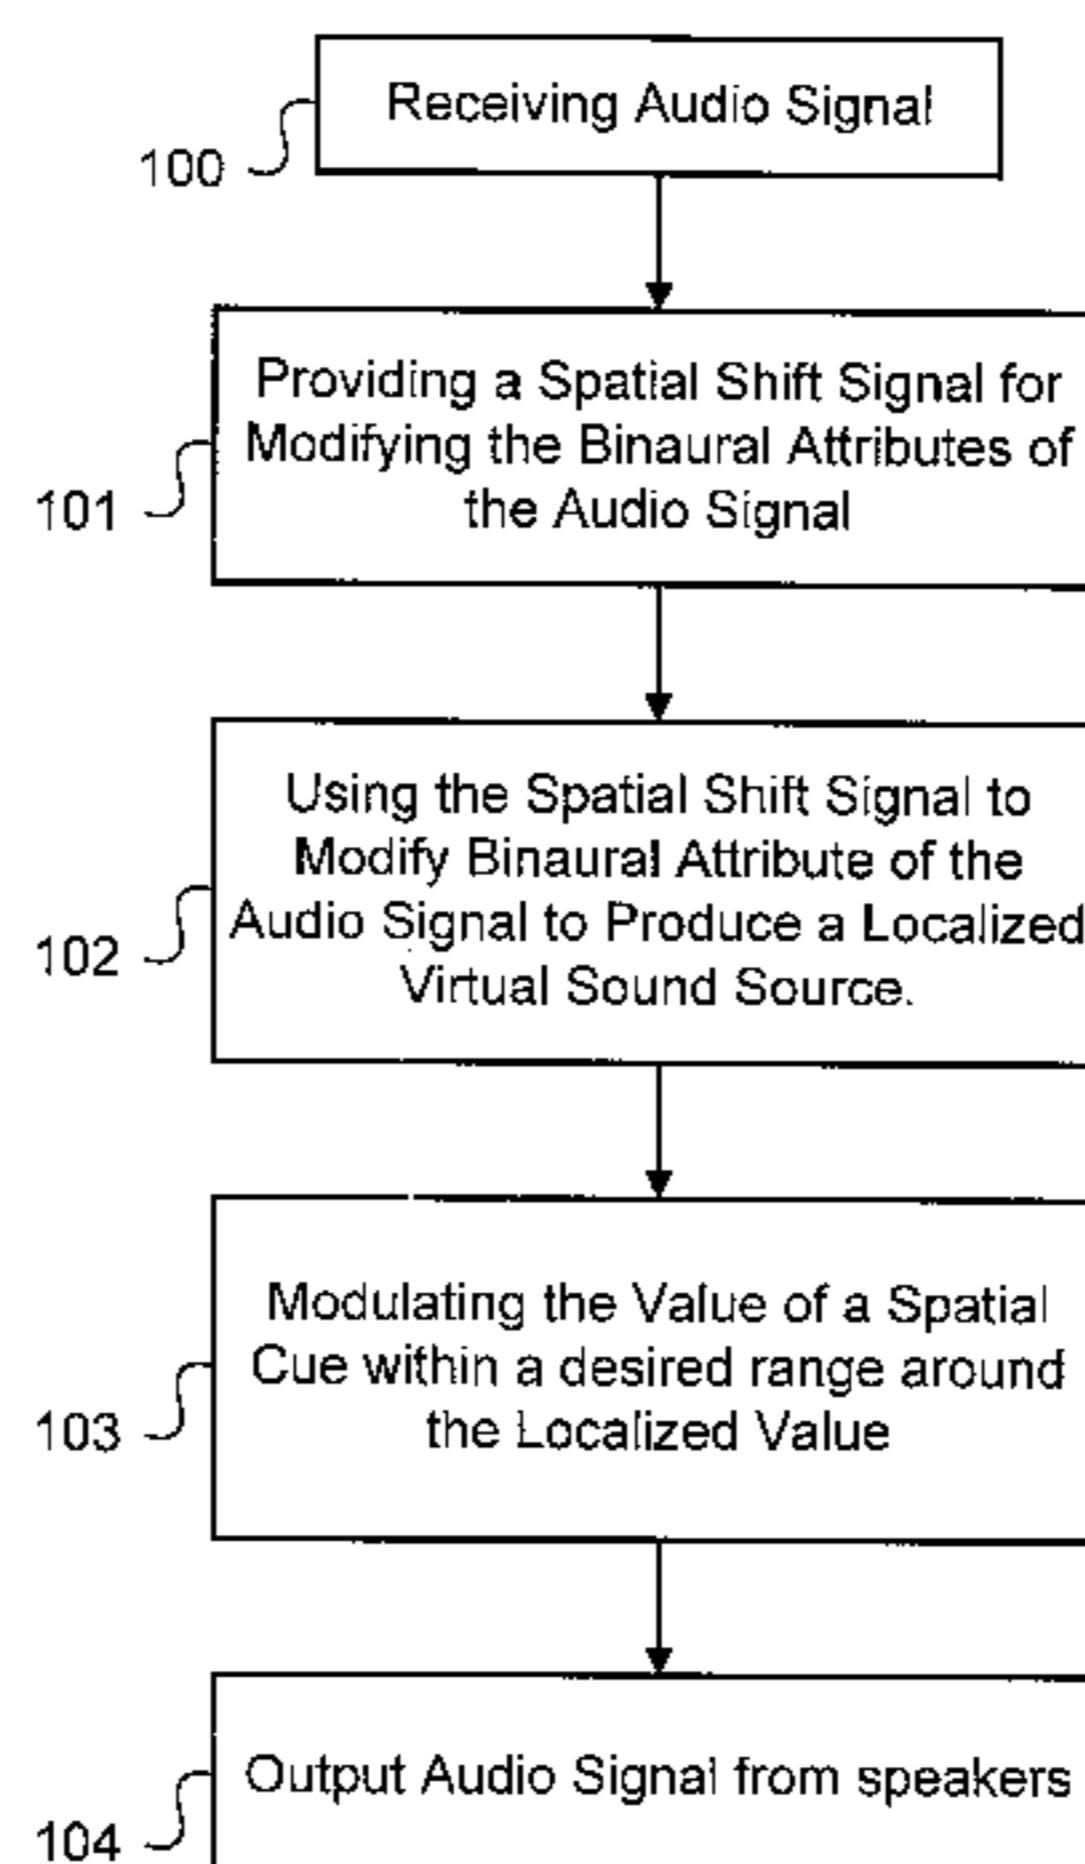 Receiving Audio Signal
100
Providing a Spatial Shift Signal for
Modifying the Binaural Attributes of
the Audio Signal
101
Using the Spatial Shift Signal to
Modify Binaural Attribute of the
Audio Signal to Produce a Localized
Virtual Sound Source.
102
Modulating the Value of a Spatial
Cue within a desired range around
the Localized Value
103
Output Audio Signal from speakers
104